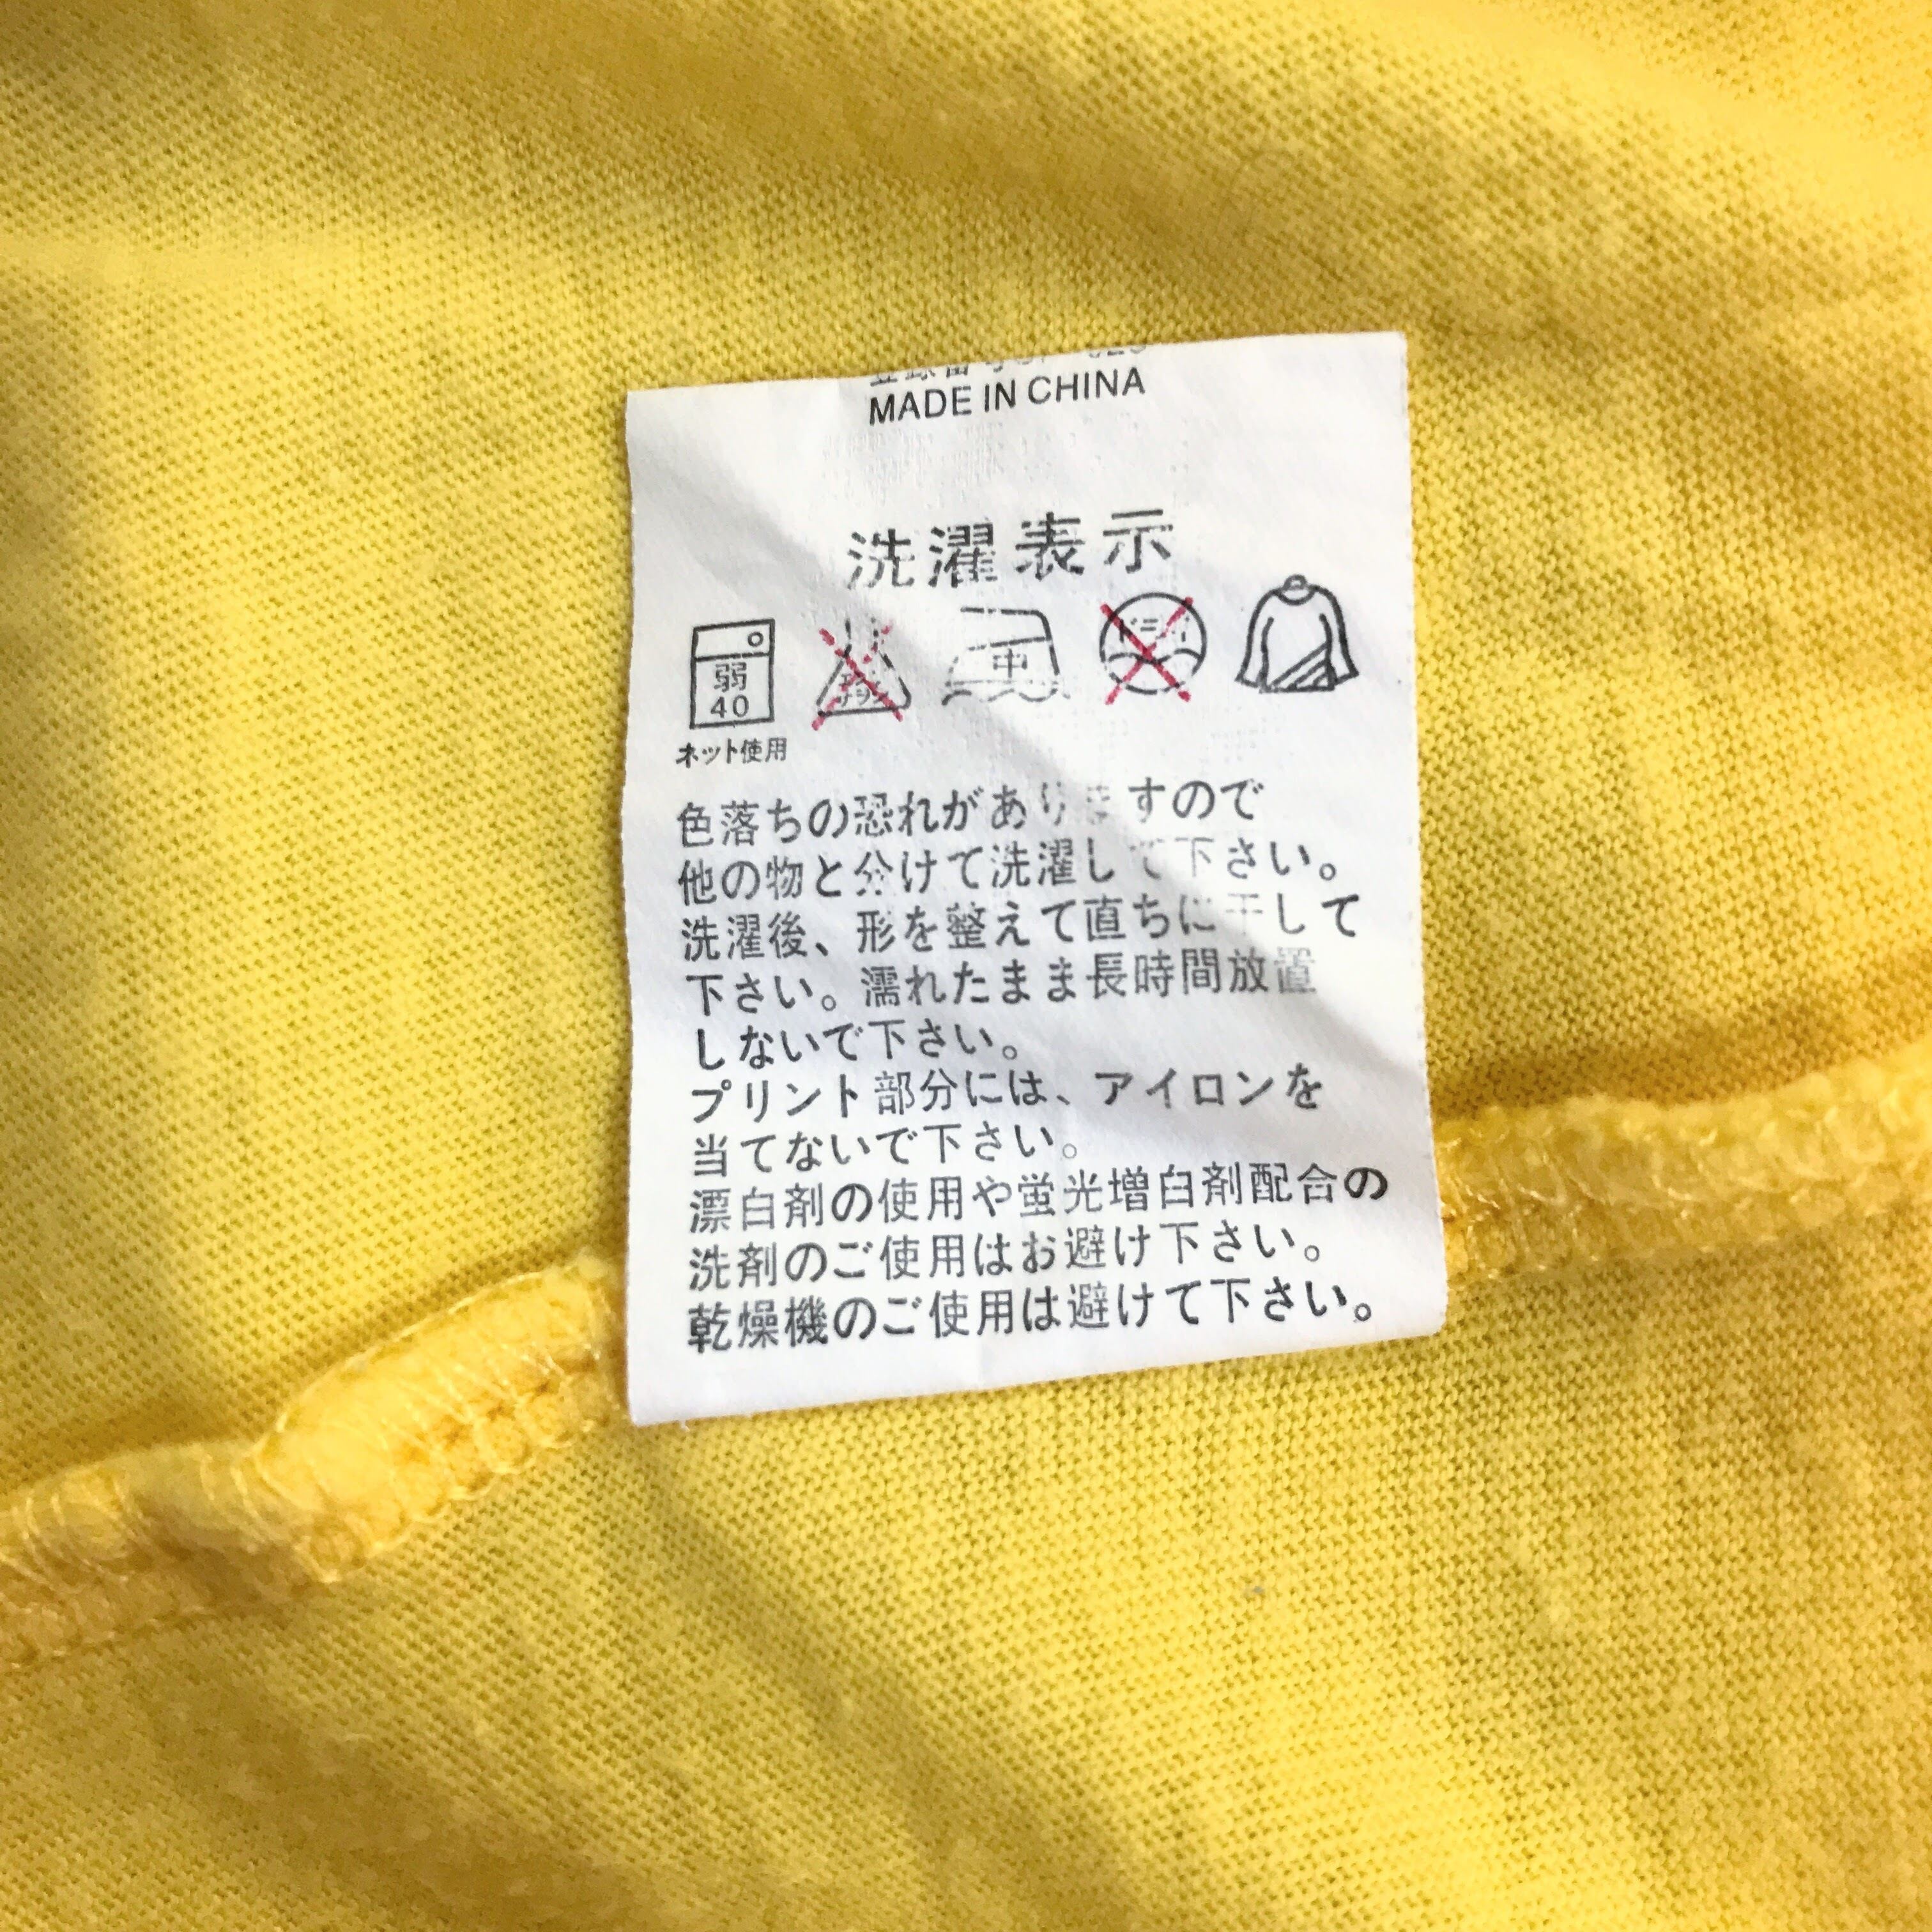 MADE IN CHINA
洗濯表示
弱
40
中
ネット使用
色落ちの恐れがありますので
他の物と分けて洗濯して下さい。
洗濯後、形を整えて直ちに干して
下さい。濡れたまま長時間放置
しないで下さい。
プリント部分には、アイロンを
当てないで下さい。
漂白剤の使用や蛍光増白剤配合の
洗剤のご使用はお避け下さい。
乾燥機のご使用は避けて下さい。